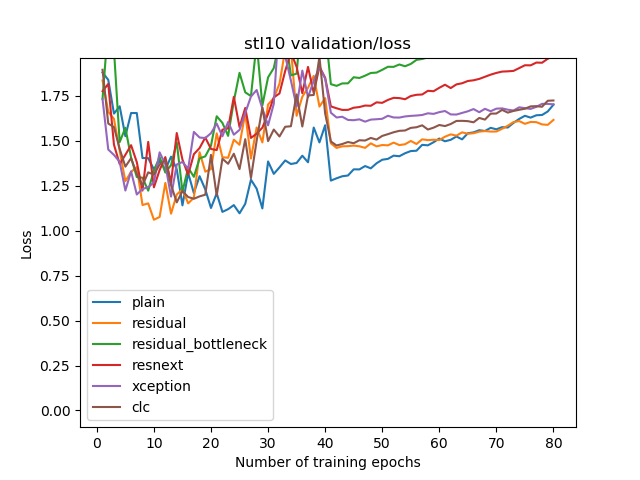 stl10 validation/loss
Loss
1.75
1.50
1.25
1.00
0.75
0.50
0.25
0.00
plain
residual
residual_bottleneck
resnext
xception
clc
0 10 20 30 40 50 60 70 80
Number of training epochs